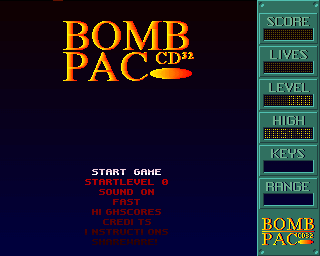 BOMB
PAC CD³²
START GAME
STARTLEVEL 0
SOUND ON
FAST
HIGHSCORES
CREDITS
INSTRUCTIONS
SHAREWARE!
SCORE
LIVES
LEVEL
HIGH
KEYS
RANGE
BOMB
PAC CD32